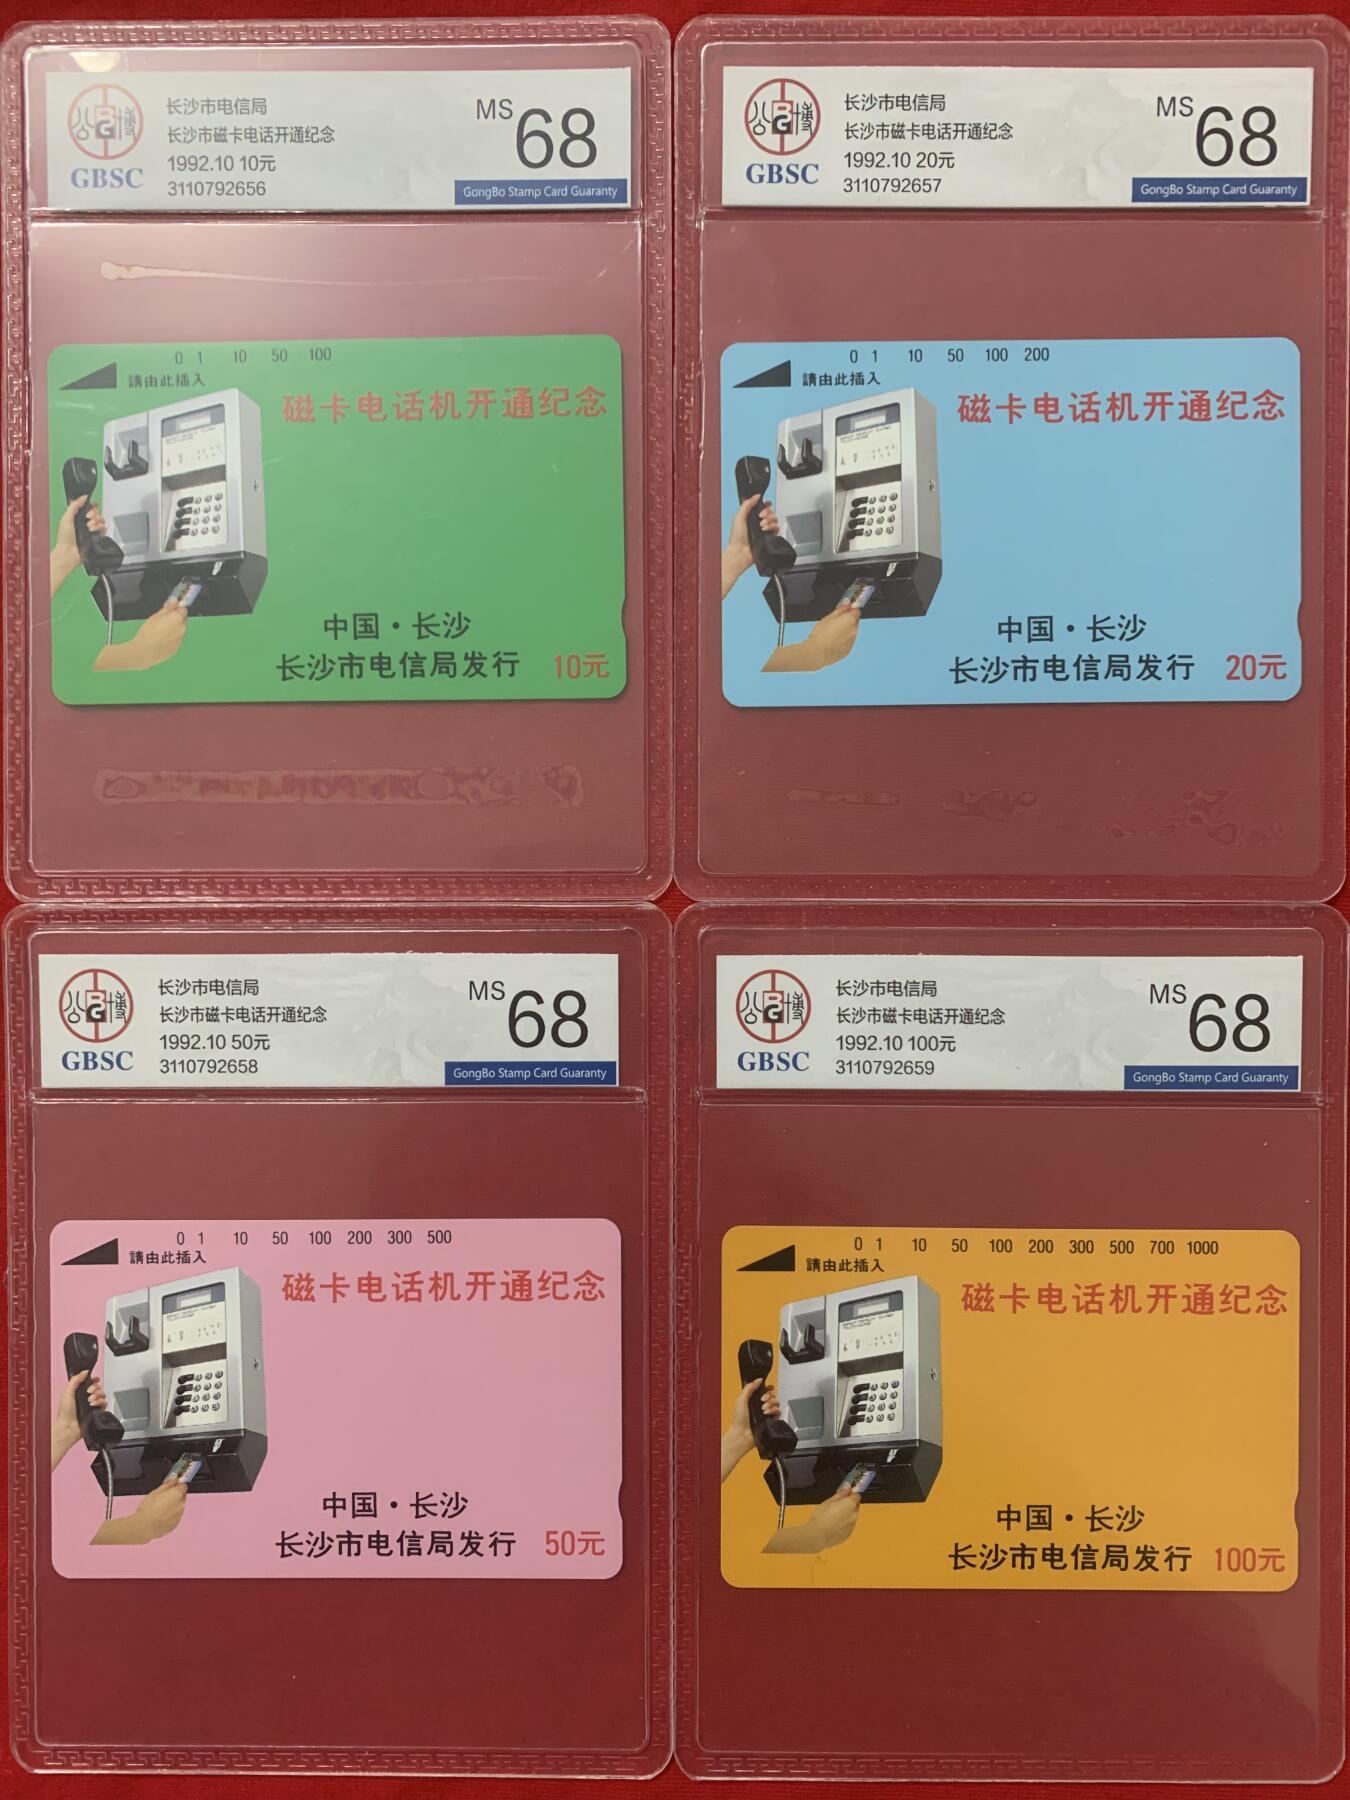 公博
BG
GBSC
长沙市电信局
长沙市磁卡电话开通纪念
1992.10 10元
3110792656
MS 68
GongBo Stamp Card Guaranty
0 1 10 50 100
請由此插入
磁卡电话机开通纪念
中国·长沙
长沙市电信局发行 10元
公博
BG
GBSC
长沙市电信局
长沙市磁卡电话开通纪念
1992.10 20元
3110792657
MS 68
GongBo Stamp Card Guaranty
0 1 10 50 100 200
請由此插入
磁卡电话机开通纪念
中国·长沙
长沙市电信局发行 20元
公博
BG
GBSC
长沙市电信局
长沙市磁卡电话开通纪念
1992.10 50元
3110792658
MS 68
GongBo Stamp Card Guaranty
0 1 10 50 100 200 300 500
請由此插入
磁卡电话机开通纪念
中国·长沙
长沙市电信局发行 50元
公博
BG
GBSC
长沙市电信局
长沙市磁卡电话开通纪念
1992.10 100元
3110792659
MS 68
GongBo Stamp Card Guaranty
0 1 10 50 100 200 300 500 700 1000
請由此插入
磁卡电话机开通纪念
中国·长沙
长沙市电信局发行 100元